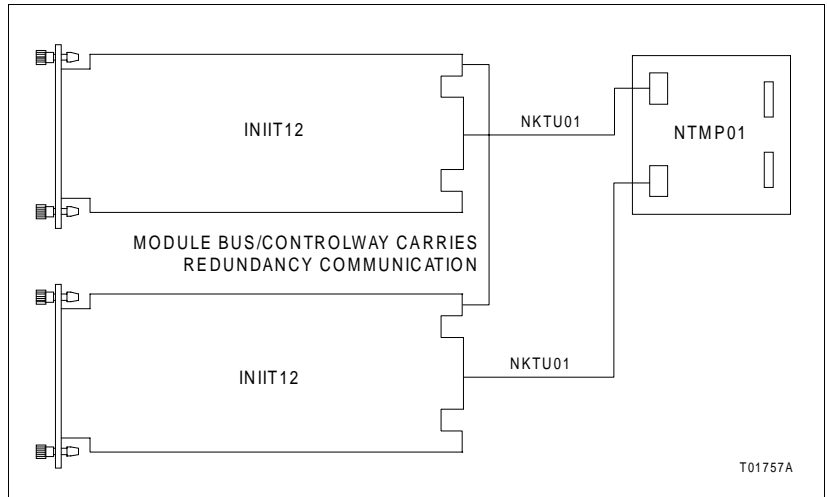 INIIT12
NKTU01
NTMP01
MODULE BUS/CONTROLWAY CARRIES
REDUNDANCY COMMUNICATION
INIIT12
NKTU01
T01757A